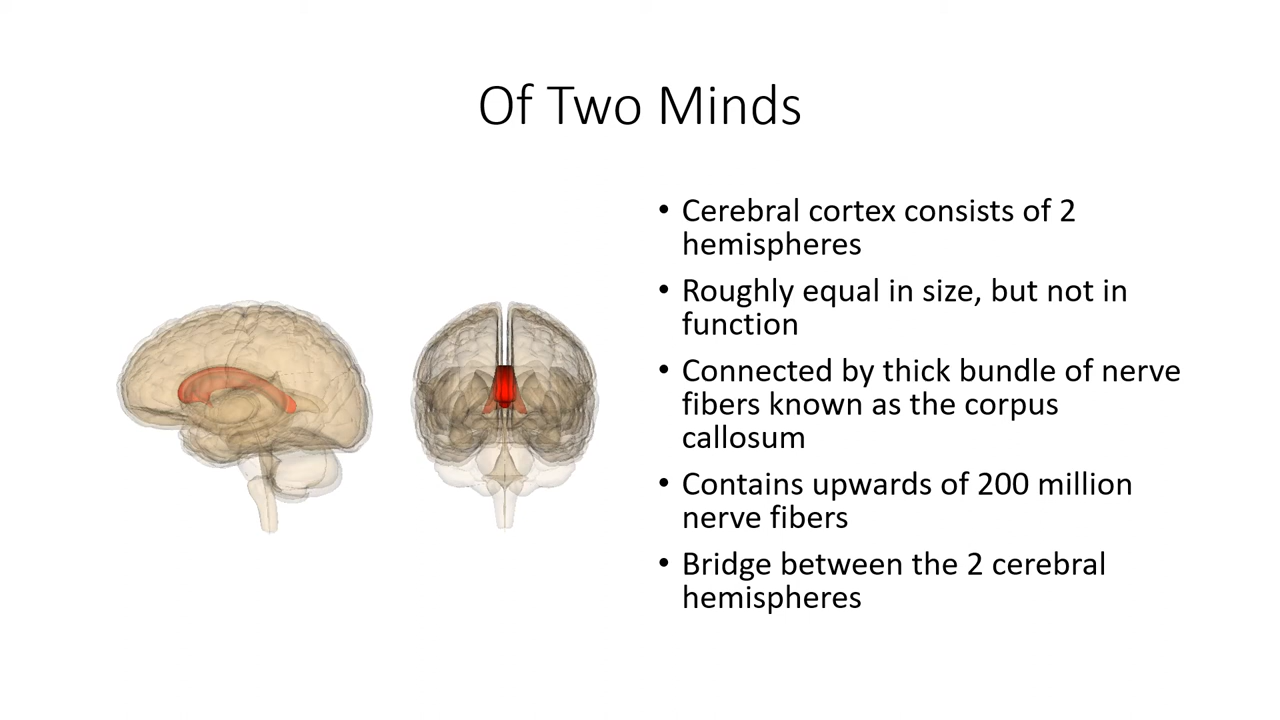 Of Two Minds
• Cerebral cortex consists of 2
hemispheres
• Roughly equal in size, but not in
function
• Connected by thick bundle of nerve
fibers known as the corpus
callosum
• Contains upwards of 200 million
nerve fibers
• Bridge between the 2 cerebral
hemispheres